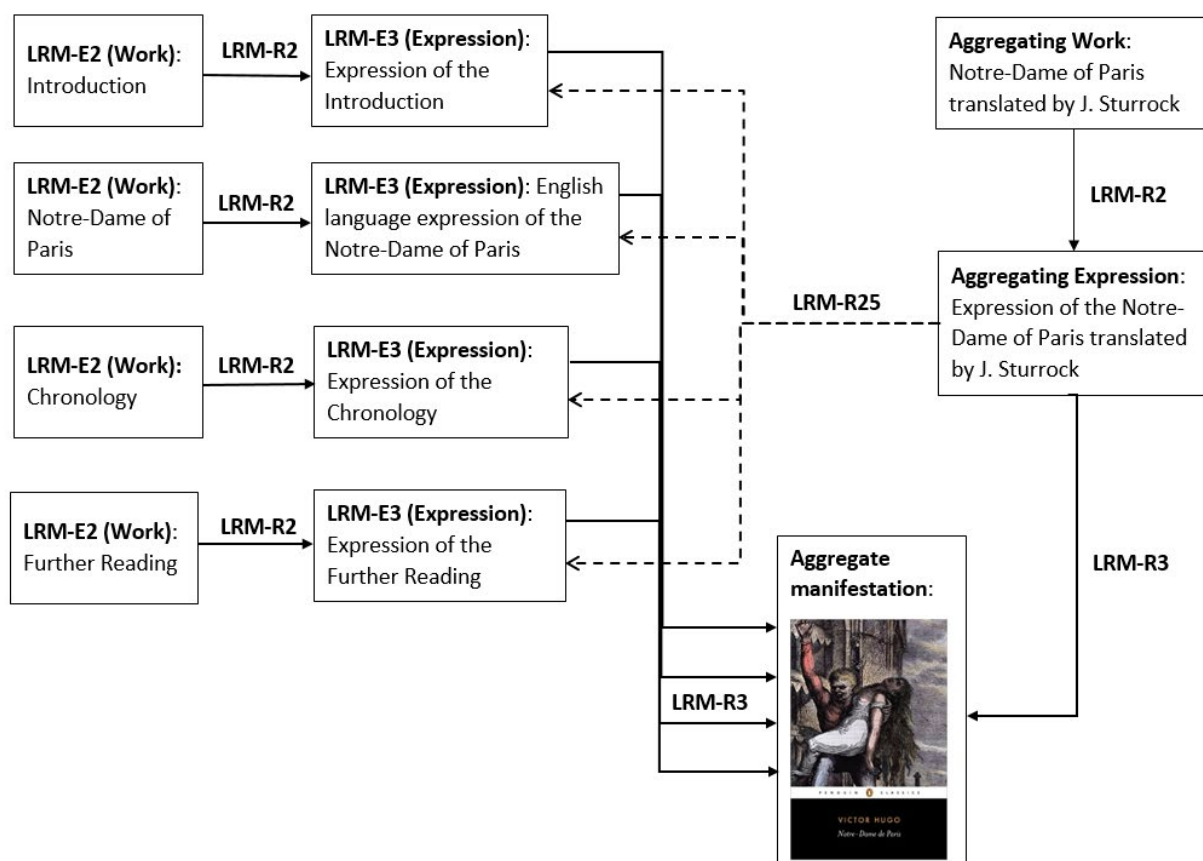 LRM-E2 (Work):
Introduction
LRM-R2
LRM-E3 (Expression):
Expression of the
Introduction
Aggregating Work:
Notre-Dame of Paris
translated by J. Sturrock
LRM-E2 (Work):
Notre-Dame of
Paris
LRM-R2
LRM-E3 (Expression): English
language expression of the
Notre-Dame of Paris
LRM-R2
LRM-R25
Aggregating Expression:
Expression of the Notre-
Dame of Paris translated
by J. Sturrock
LRM-E2 (Work):
Chronology
LRM-R2
LRM-E3 (Expression):
Expression of the
Chronology
LRM-E2 (Work):
Further Reading
LRM-R2
LRM-E3 (Expression):
Expression of the
Further Reading
LRM-R3
Aggregate
manifestation:
LRM-R3
PENGUIN CLASSICS
VICTOR HUGO
Notre-Dame de Paris